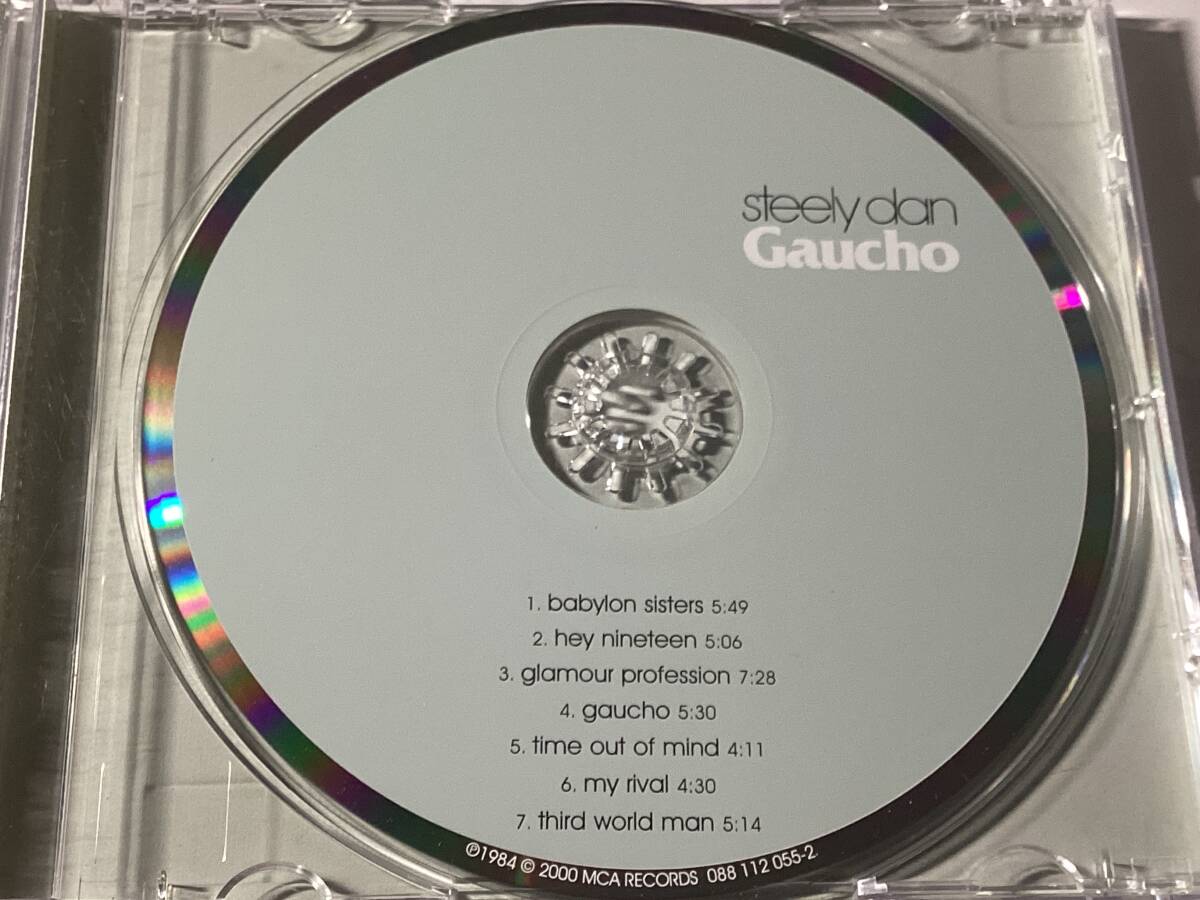 steely dan
Gaucho
1. babylon sisters 5:49
2. hey nineteen 5:06
3. glamour profession 7:28
4. gaucho 5:30
5. time out of mind 4:11
6. my rival 4:30
7. third world man 5:14
℗1984 © 2000 MCA RECORDS 088 112 055-2